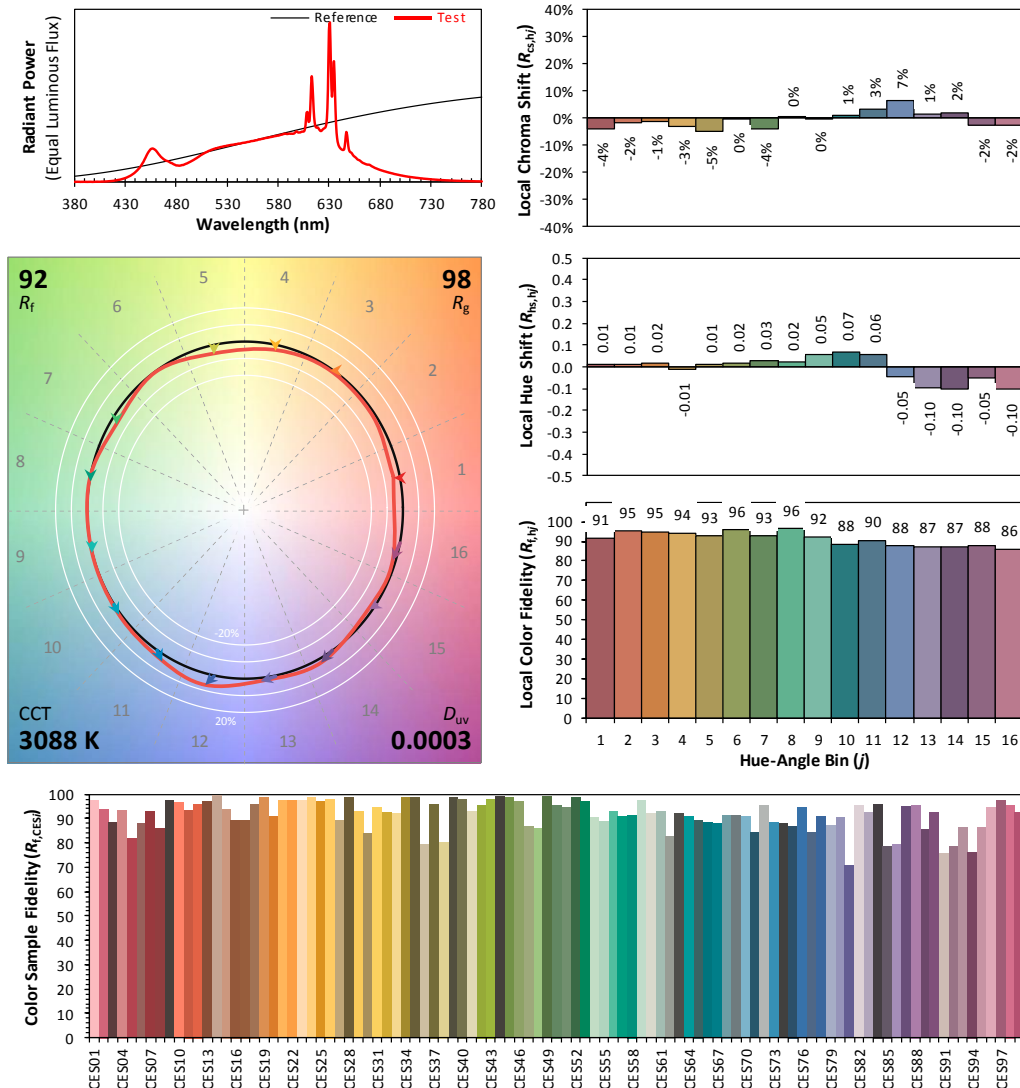 Reference Test
Radiant Power
(Equal Luminous Flux)
380 430 480 530 580 630 680 730 780
Wavelength (nm)
Local Chroma Shift (Rcs,hj)
40%
30%
20%
10%
0%
-10%
-20%
-30%
-40%
-4% -2% -1% -3% -5% 0% -4% 0% 0% 1% 3% 7% 1% 2% -2% -2%
92
Rf
98
Rg
5 4
6 3
7 2
8 1
9 16
10 15
11 14
12 13
-20%
20%
CCT
3088 K
Duv
0.0003
Local Hue Shift (Rhs,hj)
0.5
0.4
0.3
0.2
0.1
0.0
-0.1
-0.2
-0.3
-0.4
-0.5
0.01 0.01 0.02 -0.01 0.01 0.02 0.03 0.02 0.05 0.07 0.06 -0.05 -0.10 -0.10 -0.05 -0.10
Local Color Fidelity (Rf,hj)
100
90
80
70
60
50
40
30
20
10
0
91 95 95 94 93 96 93 96 92 88 90 88 87 87 88 86
1 2 3 4 5 6 7 8 9 10 11 12 13 14 15 16
Hue-Angle Bin (j)
Color Sample Fidelity (Rf,CESi)
100
90
80
70
60
50
40
30
20
10
0
CES01 CES04 CES07 CES10 CES13 CES16 CES19 CES22 CES25 CES28 CES31 CES34 CES37 CES40 CES43 CES46 CES49 CES52 CES55 CES58 CES61 CES64 CES67 CES70 CES73 CES76 CES79 CES82 CES85 CES88 CES91 CES94 CES97